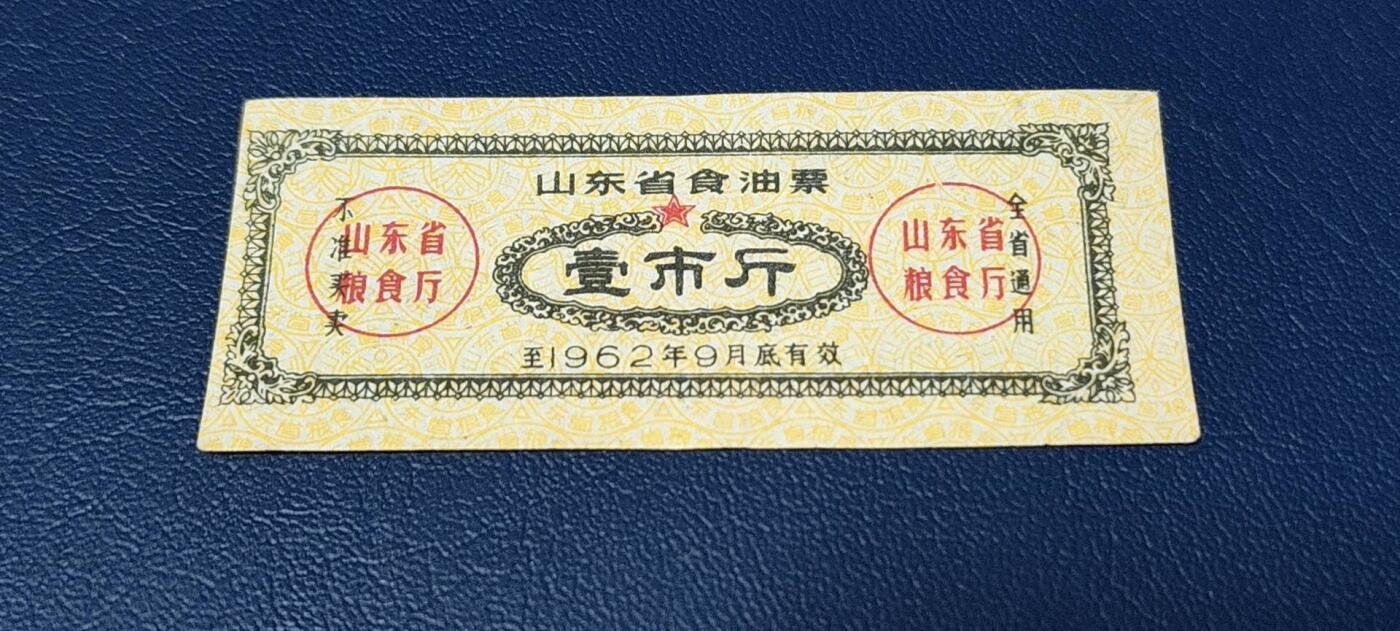 山东省食油票
壹市斤
至1962年9月底有效
不准买卖
山东省
粮食厅
山东省
粮食厅
全省通用